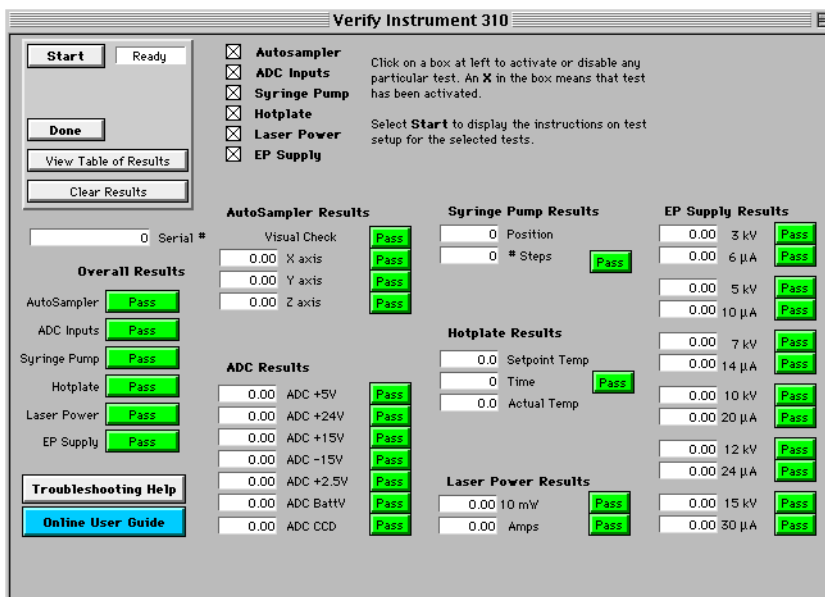 Verify Instrument 310
Start
Ready
Done
View Table of Results
Clear Results
Autosampler
ADC Inputs
Syringe Pump
Hotplate
Laser Power
EP Supply
Click on a box at left to activate or disable any
particular test. An X in the box means that test
has been activated.
Select Start to display the instructions on test
setup for the selected tests.
0 Serial #
Overall Results
AutoSampler Pass
ADC Inputs Pass
Syringe Pump Pass
Hotplate Pass
Laser Power Pass
EP Supply Pass
Troubleshooting Help
Online User Guide
AutoSampler Results
Visual Check Pass
0.00 X axis Pass
0.00 Y axis Pass
0.00 Z axis Pass
ADC Results
0.00 ADC +5V Pass
0.00 ADC +24V Pass
0.00 ADC +15V Pass
0.00 ADC -15V Pass
0.00 ADC +2.5V Pass
0.00 ADC BattV Pass
0.00 ADC CCD Pass
Syringe Pump Results
0 Position
0 # Steps Pass
Hotplate Results
0.0 Setpoint Temp
0 Time Pass
0.0 Actual Temp
Laser Power Results
0.00 10 mW Pass
0.00 Amps Pass
EP Supply Results
0.00 3 kV Pass
0.00 6 µA Pass
0.00 5 kV Pass
0.00 10 µA Pass
0.00 7 kV Pass
0.00 14 µA Pass
0.00 10 kV Pass
0.00 20 µA Pass
0.00 12 kV Pass
0.00 24 µA Pass
0.00 15 kV Pass
0.00 30 µA Pass